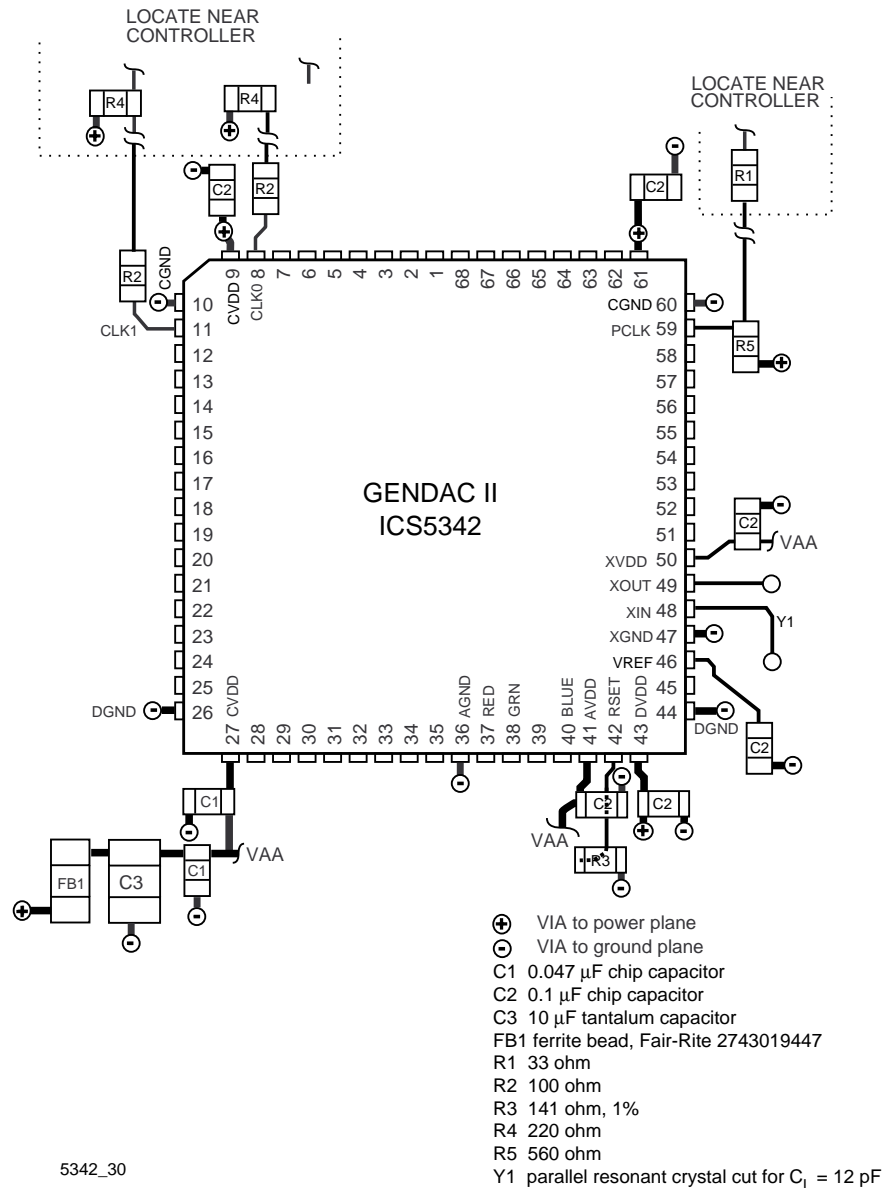 LOCATE NEAR
CONTROLLER
LOCATE NEAR
CONTROLLER
R4
R4
R1
C2
R2
C2
R2
CGND
CVDD 9
CLK0 8
7
6
5
4
3
2
1
68
67
66
65
64
63
62
61
10
CLK1
11
12
13
14
15
16
17
18
19
20
21
22
23
24
25
DGND
26
CGND 60
PCLK 59
R5
58
57
56
55
54
53
52
51
C2
VAA
XVDD 50
XOUT 49
XIN 48
Y1
XGND 47
VREF 46
45
44
DGND
C2
GENDAC II
ICS5342
27 CVDD
28
29
30
31
32
33
34
35
36 AGND
37 RED
38 GRN
39
40 BLUE
41 AVDD
42 RSET
43 DVDD
C1
C2
C2
VAA
VAA
R3
FB1
C3
C1
VIA to power plane
VIA to ground plane
C1 0.047 µF chip capacitor
C2 0.1 µF chip capacitor
C3 10 µF tantalum capacitor
FB1 ferrite bead, Fair-Rite 2743019447
R1 33 ohm
R2 100 ohm
R3 141 ohm, 1%
R4 220 ohm
R5 560 ohm
Y1 parallel resonant crystal cut for CL = 12 pF
5342_30